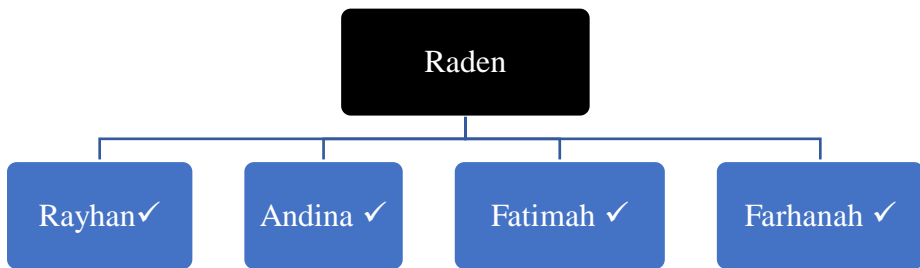 Raden
Rayhan✓
Andina ✓
Fatimah ✓
Farhanah ✓